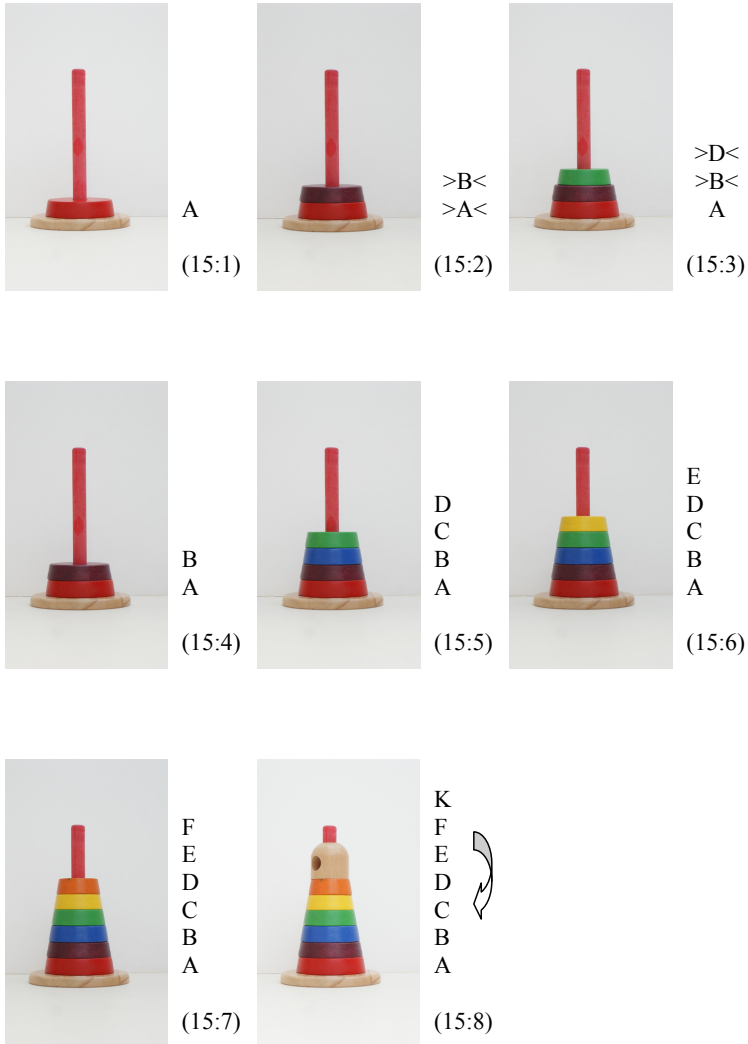 A
(15:1)
>B<
>A<
(15:2)
>D<
>B<
A
(15:3)
B
A
(15:4)
D
C
B
A
(15:5)
E
D
C
B
A
(15:6)
F
E
D
C
B
A
(15:7)
K
F
E
D
C
B
A
(15:8)